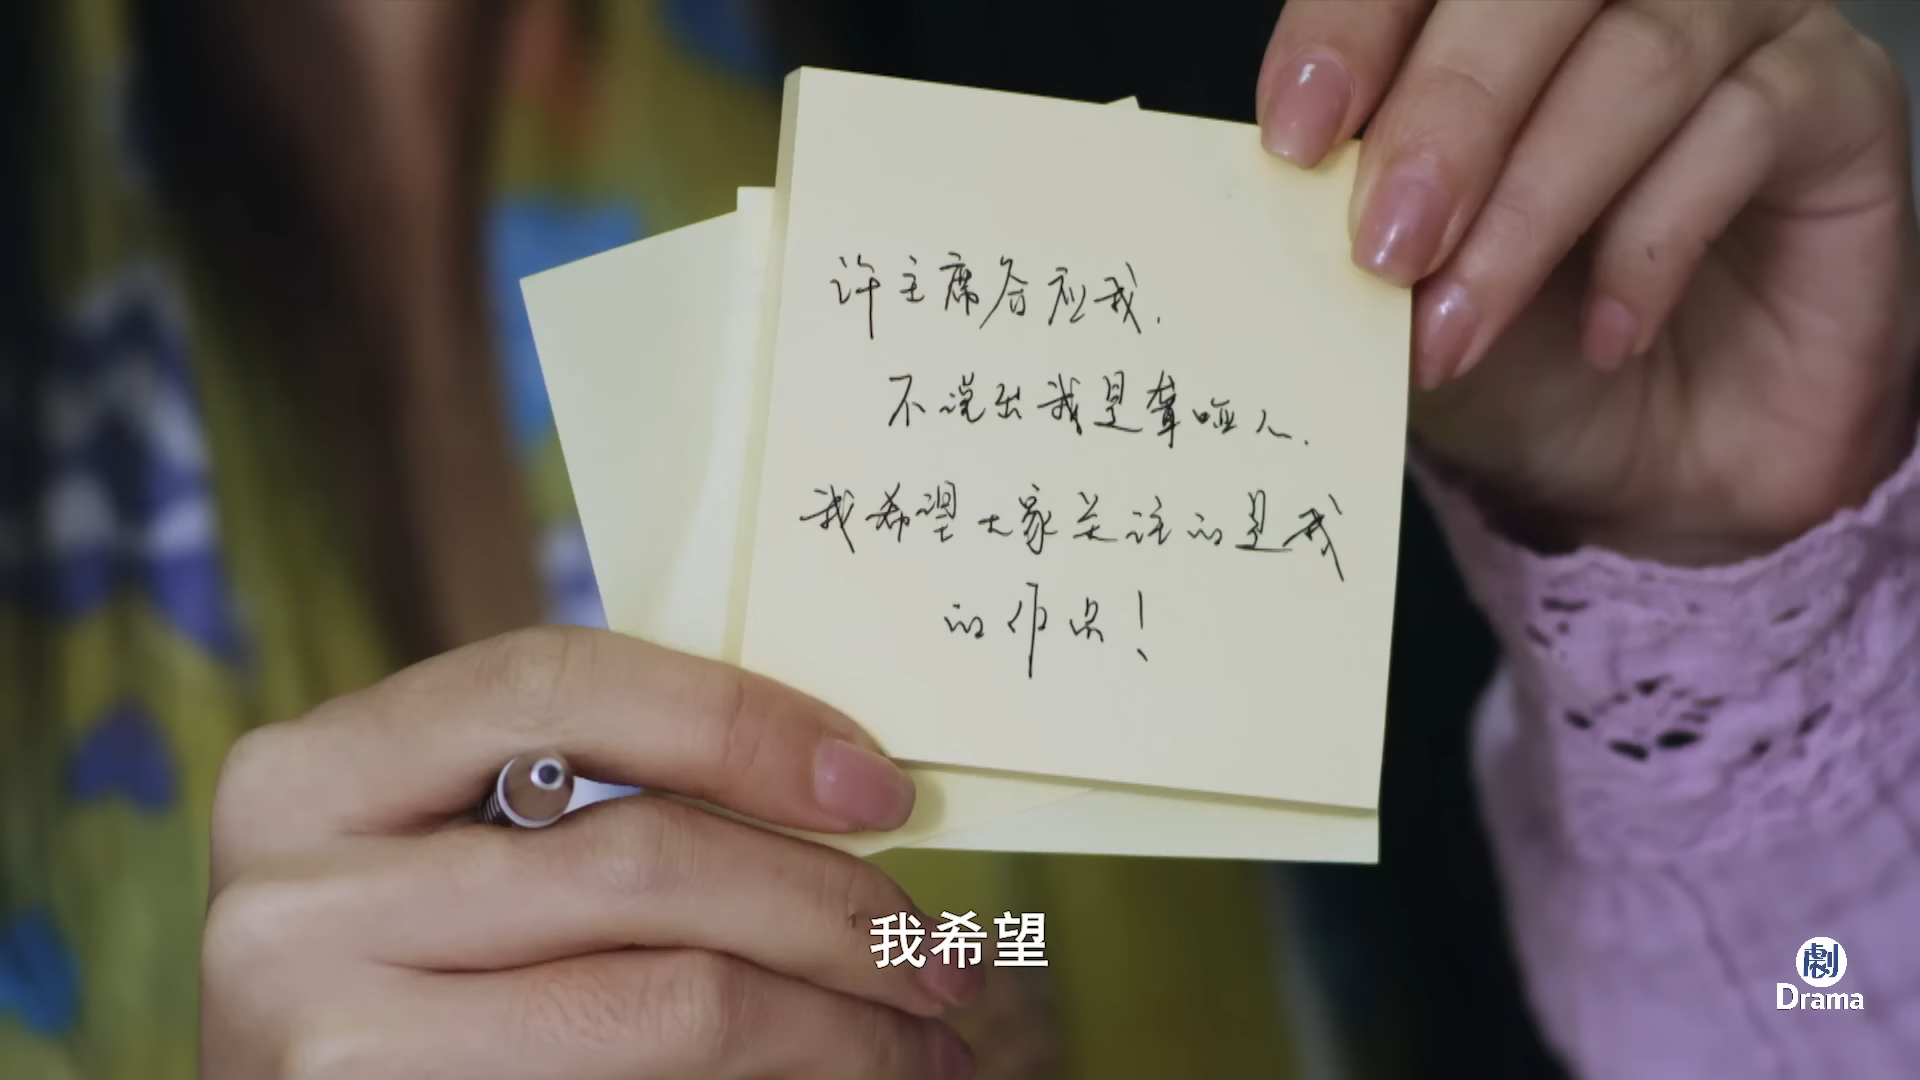 许主席答应我.
不说出我是聋哑人.
我希望大家关注的是我
的作品!
我希望
劇
Drama